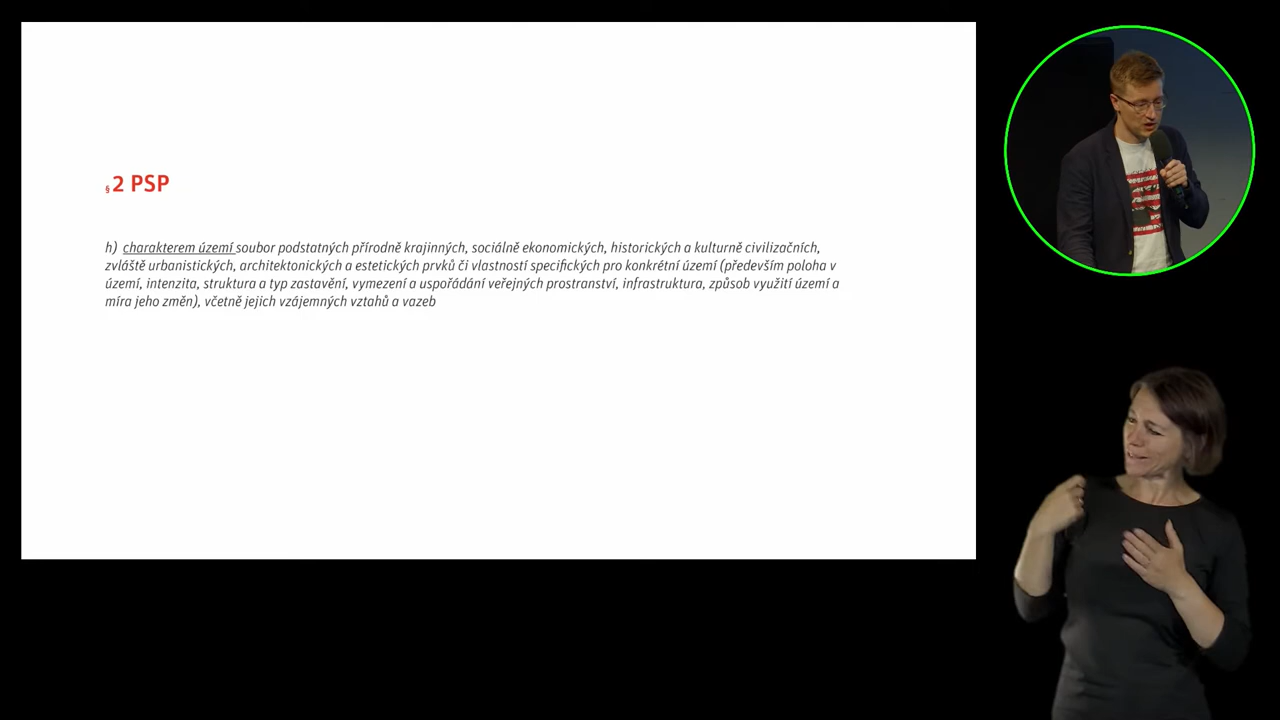 §2 PSP
h) charakterem území soubor podstatných přírodně krajinných, sociálně ekonomických, historických a kulturně civilizačních,
zvláště urbanistických, architektonických a estetických prvků či vlastností specifických pro konkrétní území (především poloha v
území, intenzita, struktura a typ zastavění, vymezení a uspořádání veřejných prostranství, infrastruktura, způsob využití území a
míra jeho změn), včetně jejich vzájemných vztahů a vazeb